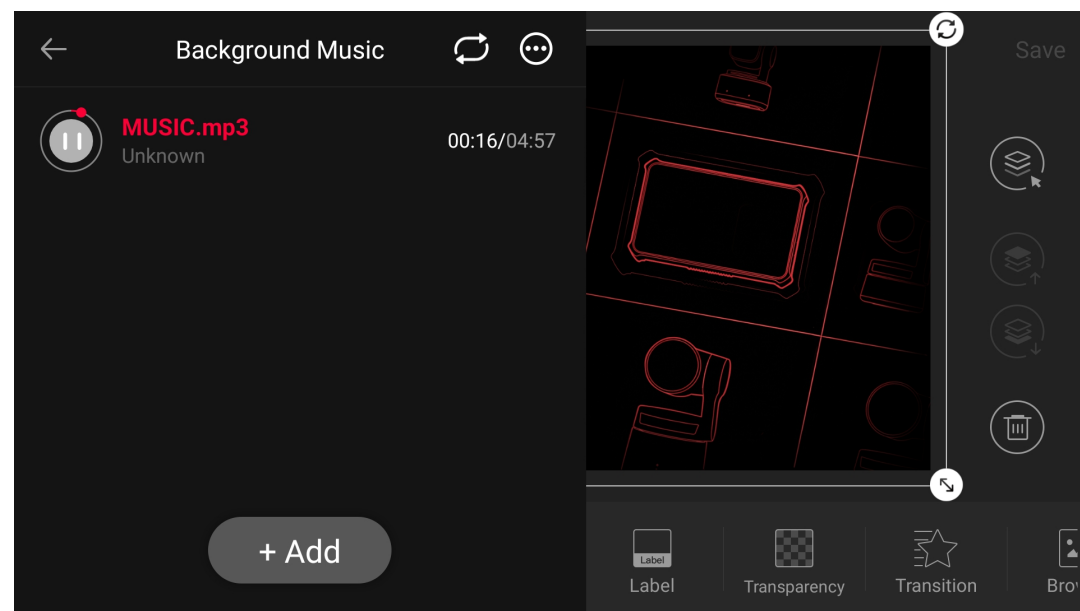 Background Music
Save
MUSIC.mp3
Unknown
00:16/04:57
+ Add
Label
Label
Transparency
Transition